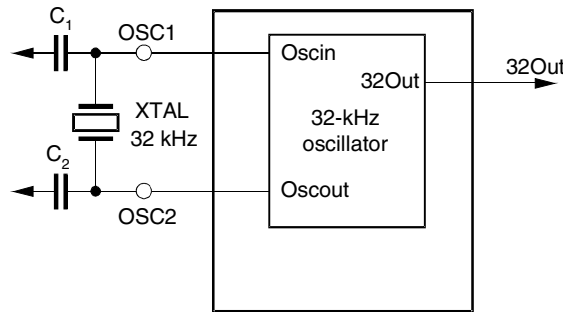 C1
OSC1
Oscin
32Out
32Out
XTAL
32 kHz
32-kHz
oscillator
C2
Oscout
OSC2